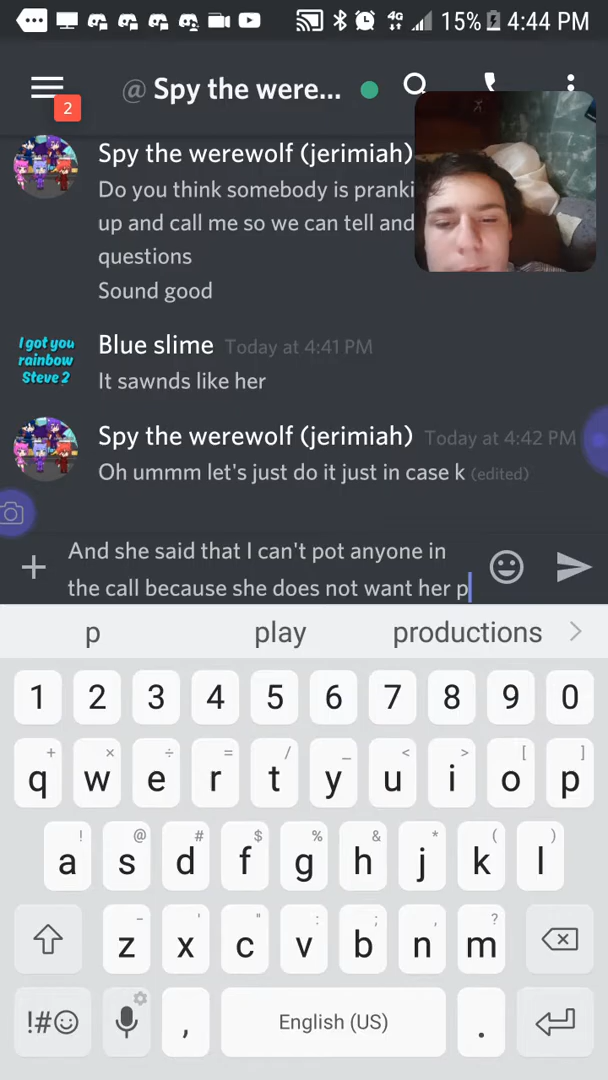 15% 4:44 PM
4G
@ Spy the were...
2
Spy the werewolf (jerimiah)
Do you think somebody is pranki
up and call me so we can tell and
questions
Sound good
I got you
rainbow
Steve 2
Blue slime Today at 4:41 PM
It sawnds like her
Spy the werewolf (jerimiah) Today at 4:42 PM
Oh ummm let's just do it just in case k (edited)
And she said that I can't pot anyone in
the call because she does not want her p
p play productions
1 2 3 4 5 6 7 8 9 0
+ × ÷ = / _ < > [ ]
q w e r t y u i o p
! @ # $ % ^ & * ( )
a s d f g h j k l
- ' " : ; , ?
z x c v b n m
!#☺ , English (US) .